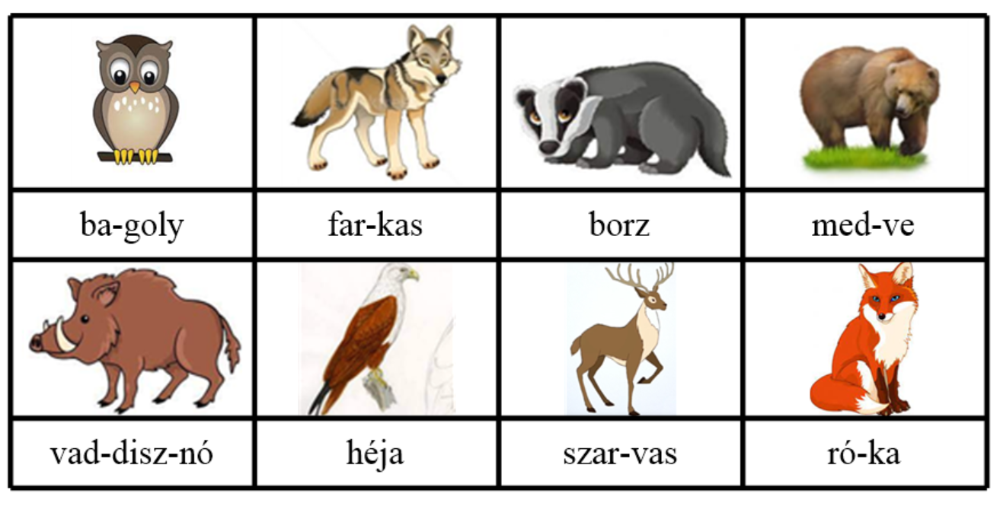 ba-goly
far-kas
borz
med-ve
vad-disz-nó
héja
szar-vas
ró-ka